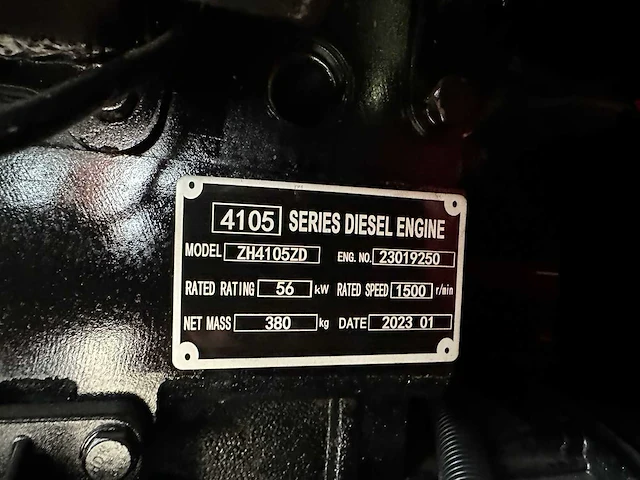 4105 SERIES DIESEL ENGINE
MODEL ZH4105ZD ENG. NO. 23019250
RATED RATING 56 kW RATED SPEED 1500 r/min
NET MASS 380 kg DATE 2023 01